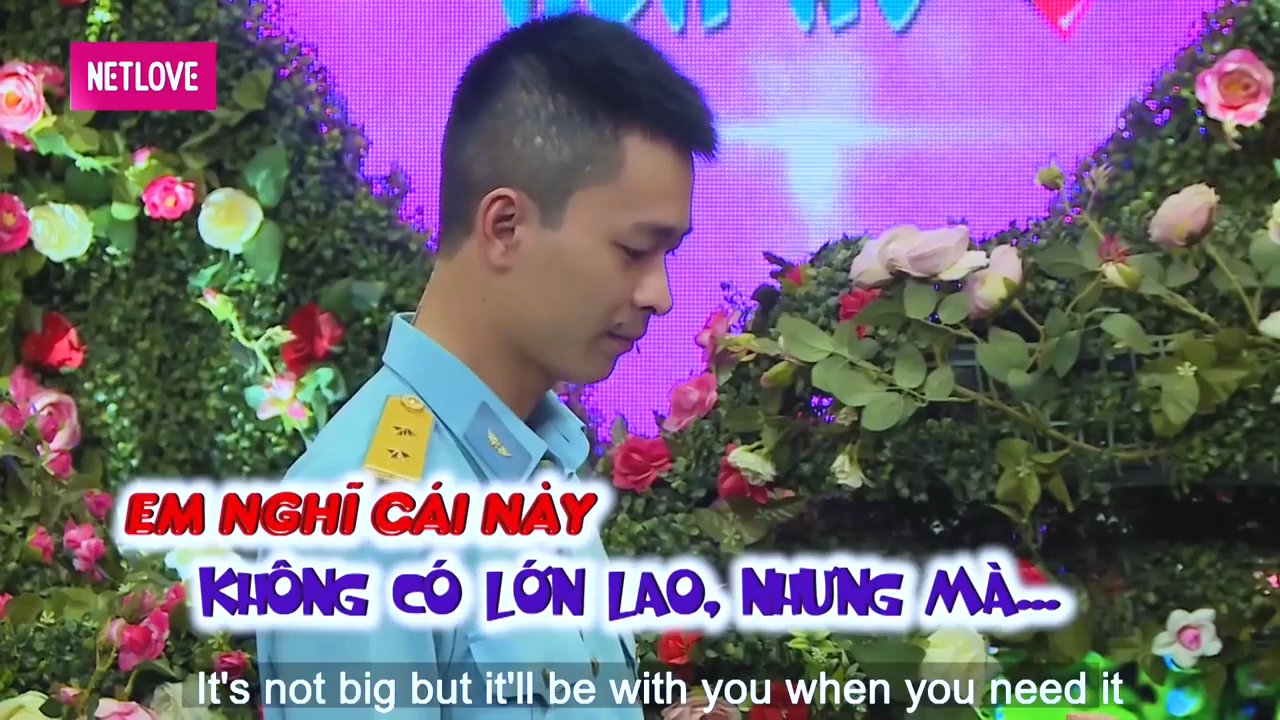 NETLOVE
EM NGHĨ CÁI NÀY
KHÔNG CÓ LỚN LAO, NHƯNG MÀ...
It's not big but it'll be with you when you need it